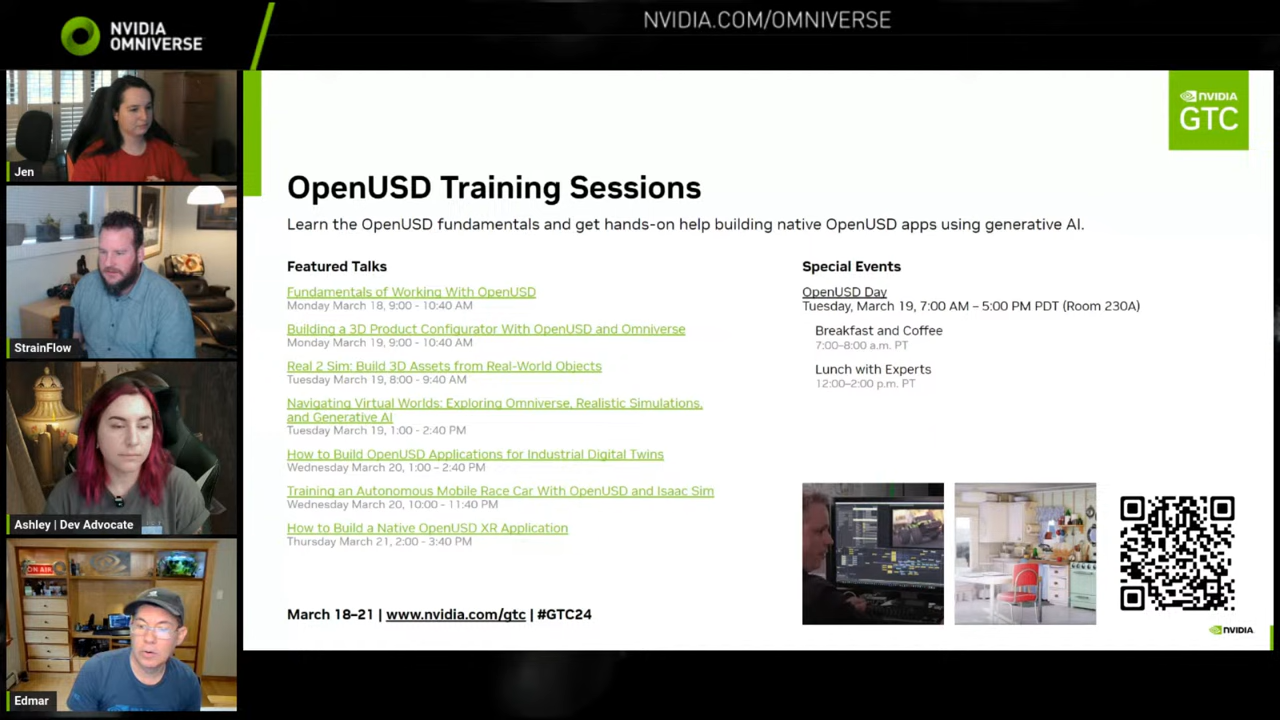 NVIDIA
OMNIVERSE
NVIDIA.COM/OMNIVERSE
Jen
StrainFlow
Ashley | Dev Advocate
ON AIR
Edmar
NVIDIA
GTC
OpenUSD Training Sessions
Learn the OpenUSD fundamentals and get hands-on help building native OpenUSD apps using generative AI.
Featured Talks
Fundamentals of Working With OpenUSD
Monday March 18, 9:00 - 10:40 AM
Building a 3D Product Configurator With OpenUSD and Omniverse
Monday March 19, 9:00 - 10:40 AM
Real 2 Sim: Build 3D Assets from Real-World Objects
Tuesday March 19, 8:00 - 9:40 AM
Navigating Virtual Worlds: Exploring Omniverse, Realistic Simulations,
and Generative AI
Tuesday March 19, 1:00 - 2:40 PM
How to Build OpenUSD Applications for Industrial Digital Twins
Wednesday March 20, 1:00 – 2:40 PM
Training an Autonomous Mobile Race Car With OpenUSD and Isaac Sim
Wednesday March 20, 10:00 - 11:40 PM
How to Build a Native OpenUSD XR Application
Thursday March 21, 2:00 - 3:40 PM
Special Events
OpenUSD Day
Tuesday, March 19, 7:00 AM – 5:00 PM PDT (Room 230A)
Breakfast and Coffee
7:00–8:00 a.m. PT
Lunch with Experts
12:00–2:00 p.m. PT
March 18–21 | www.nvidia.com/gtc | #GTC24
NVIDIA